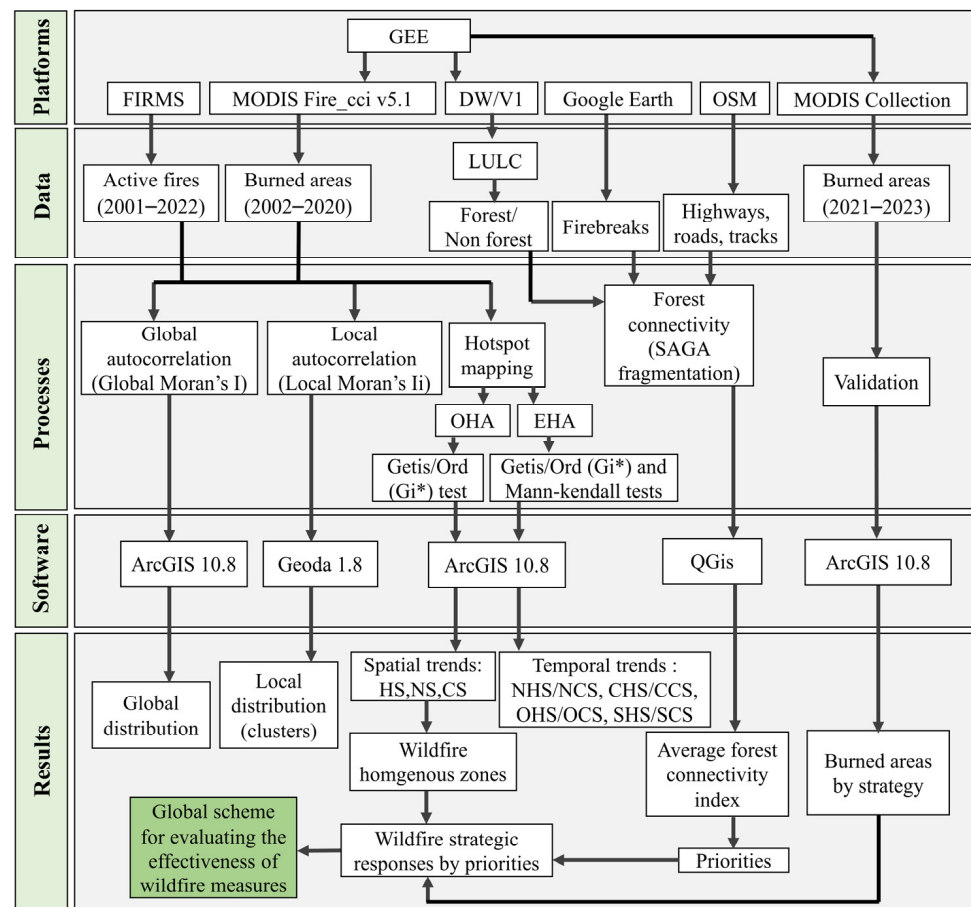 Platforms
GEE
FIRMS
MODIS Fire_cci v5.1
DW/V1
Google Earth
OSM
MODIS Collection
Data
LULC
Active fires
(2001–2022)
Burned areas
(2002–2020)
Forest/
Non forest
Firebreaks
Highways,
roads, tracks
Burned areas
(2021–2023)
Processes
Global
autocorrelation
(Global Moran's I)
Local
autocorrelation
(Local Moran's Ii)
Hotspot
mapping
Forest
connectivity
(SAGA
fragmentation)
Validation
OHA
EHA
Getis/Ord
(Gi*) test
Getis/Ord (Gi*) and
Mann-kendall tests
Software
ArcGIS 10.8
Geoda 1.8
ArcGIS 10.8
QGis
ArcGIS 10.8
Results
Global
distribution
Local
distribution
(clusters)
Spatial trends:
HS,NS,CS
Temporal trends :
NHS/NCS, CHS/CCS,
OHS/OCS, SHS/SCS
Wildfire
homgenous zones
Average forest
connectivity
index
Burned areas
by strategy
Global scheme
for evaluating the
effectiveness of
wildfire measures
Wildfire strategic
responses by priorities
Priorities